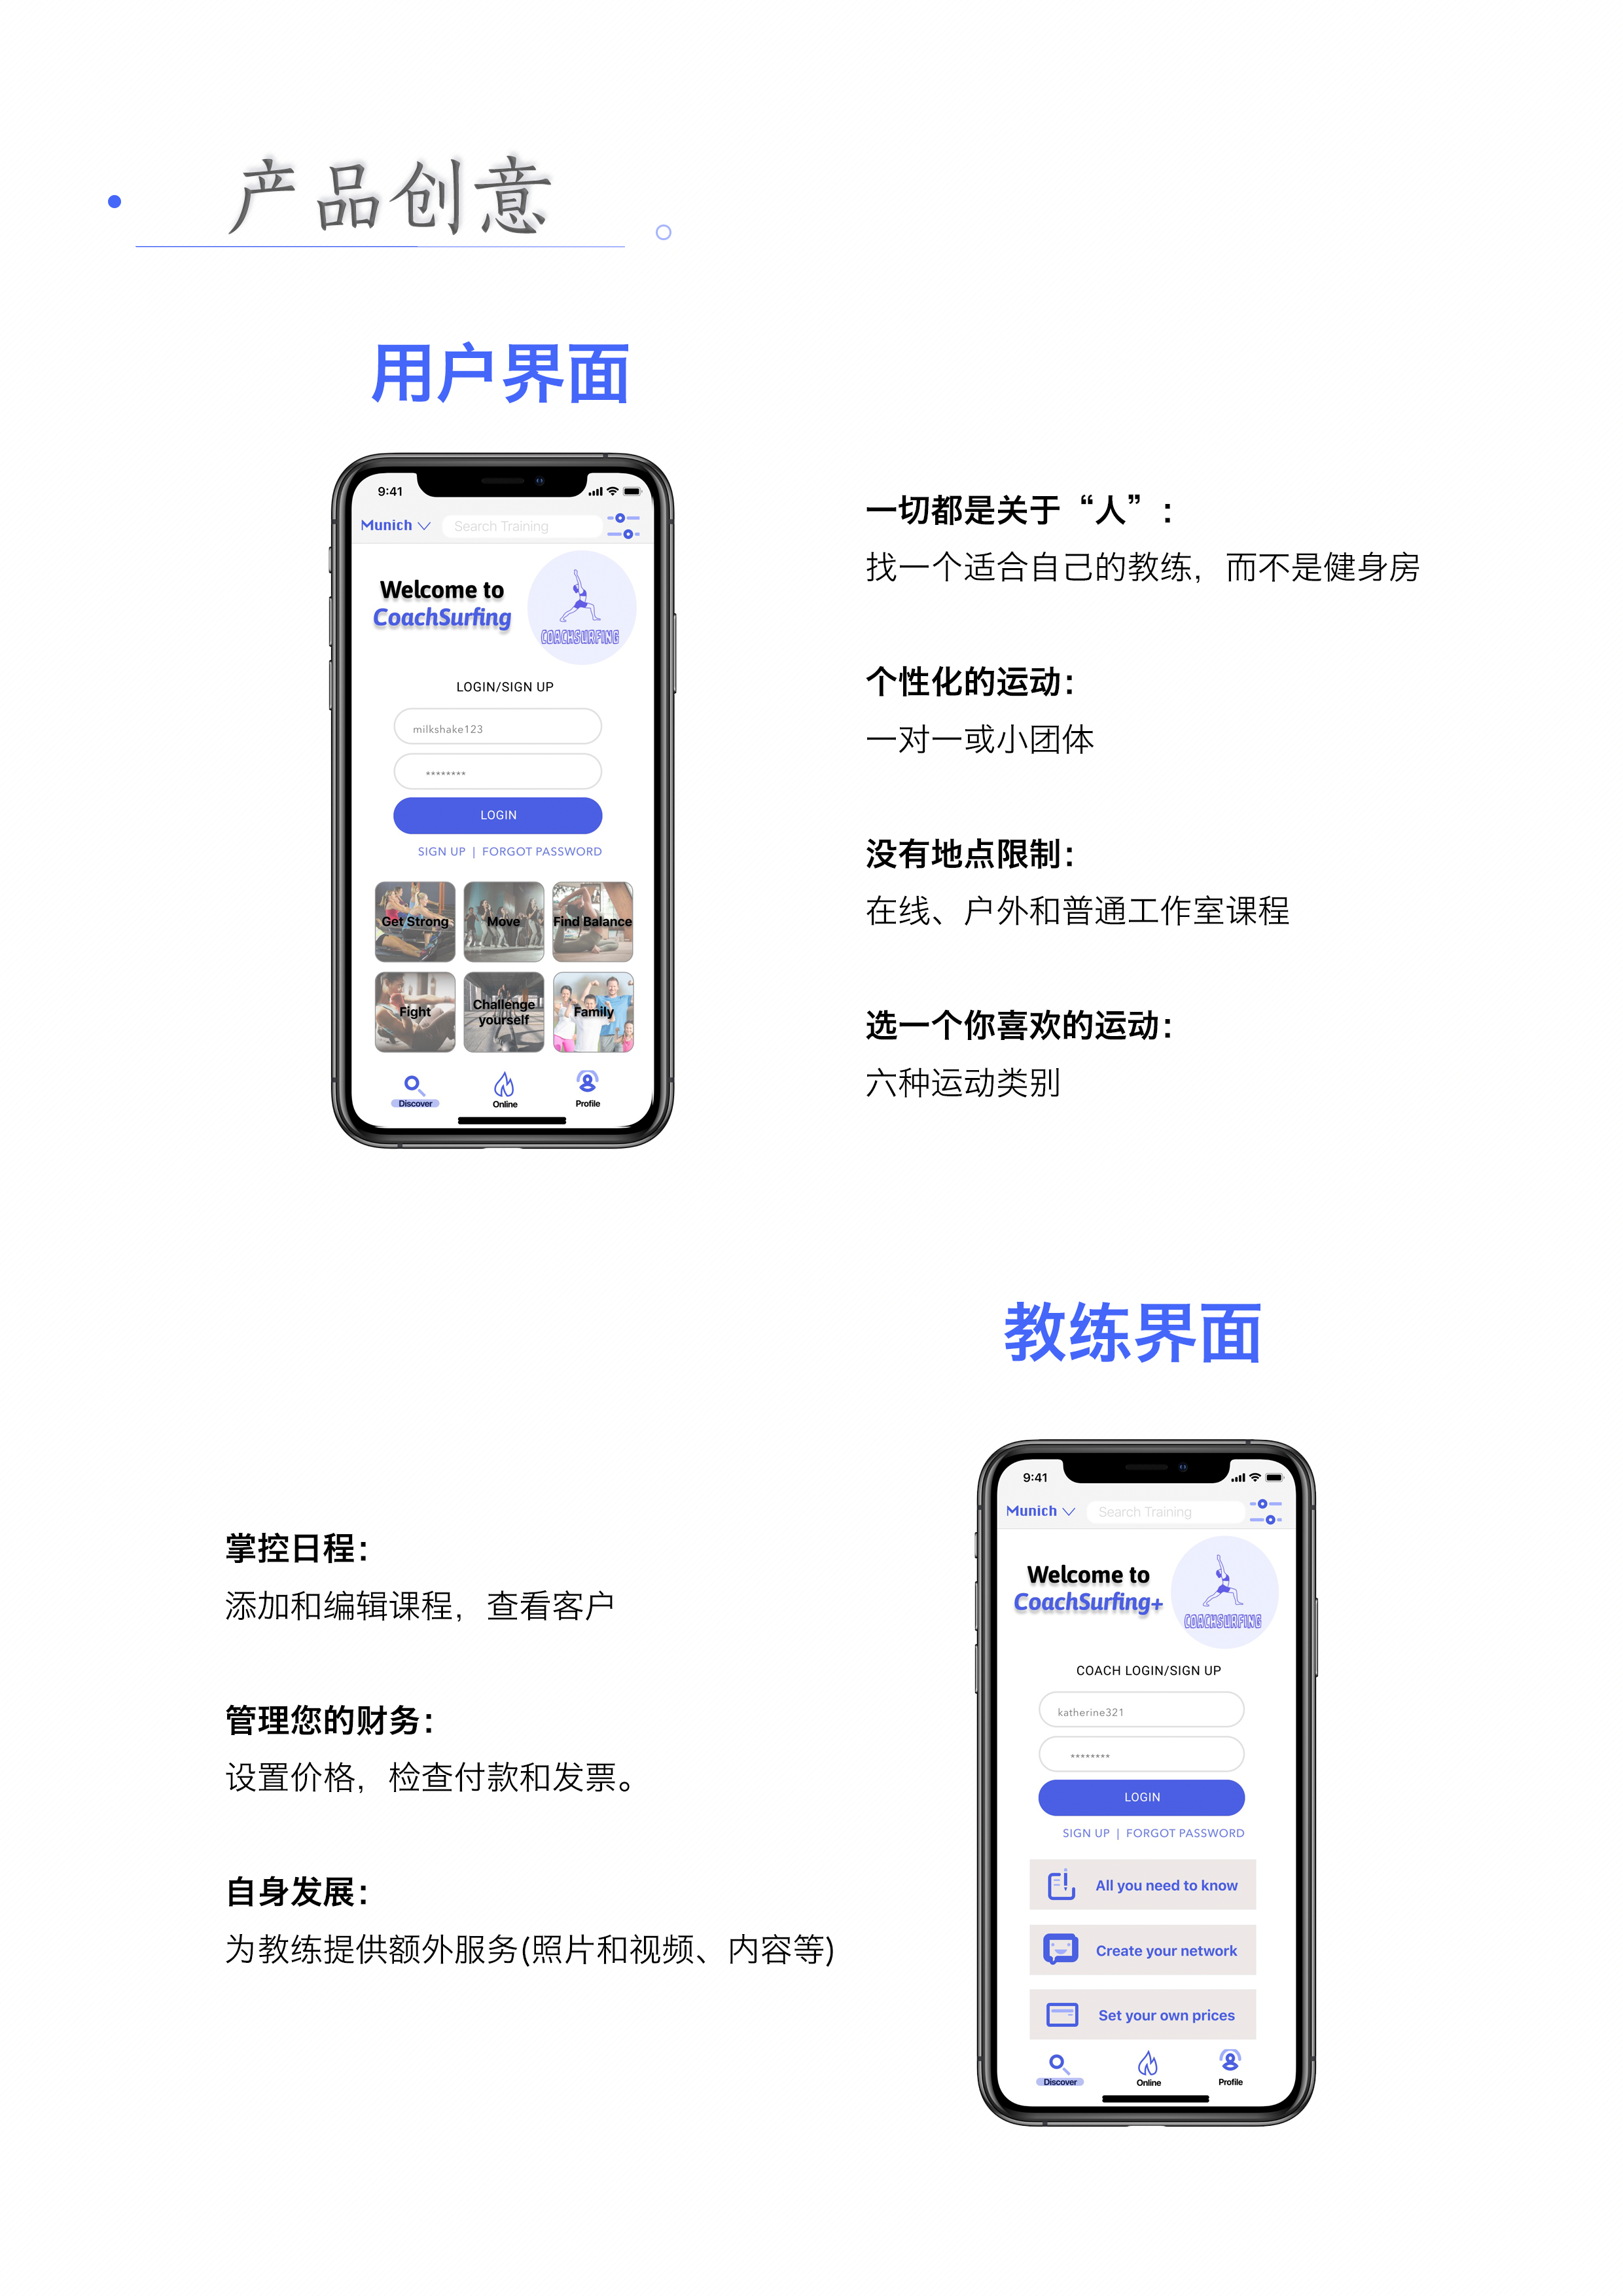 产品创意
用户界面
9:41
Munich
Search Training
Welcome to
CoachSurfing
COACHSURFING
LOGIN/SIGN UP
milkshake123
********
LOGIN
SIGN UP | FORGOT PASSWORD
Get Strong
Move
Find Balance
Fight
Challenge
yourself
Family
Discover
Online
Profile
一切都是关于“人”:
找一个适合自己的教练，而不是健身房
个性化的运动：
一对一或小团体
没有地点限制：
在线、户外和普通工作室课程
选一个你喜欢的运动：
六种运动类别
教练界面
掌控日程：
添加和编辑课程，查看客户
管理您的财务：
设置价格，检查付款和发票。
自身发展：
为教练提供额外服务(照片和视频、内容等)
9:41
Munich
Search Training
Welcome to
CoachSurfing+
COACHSURFING
COACH LOGIN/SIGN UP
katherine321
********
LOGIN
SIGN UP | FORGOT PASSWORD
All you need to know
Create your network
Set your own prices
Discover
Online
Profile